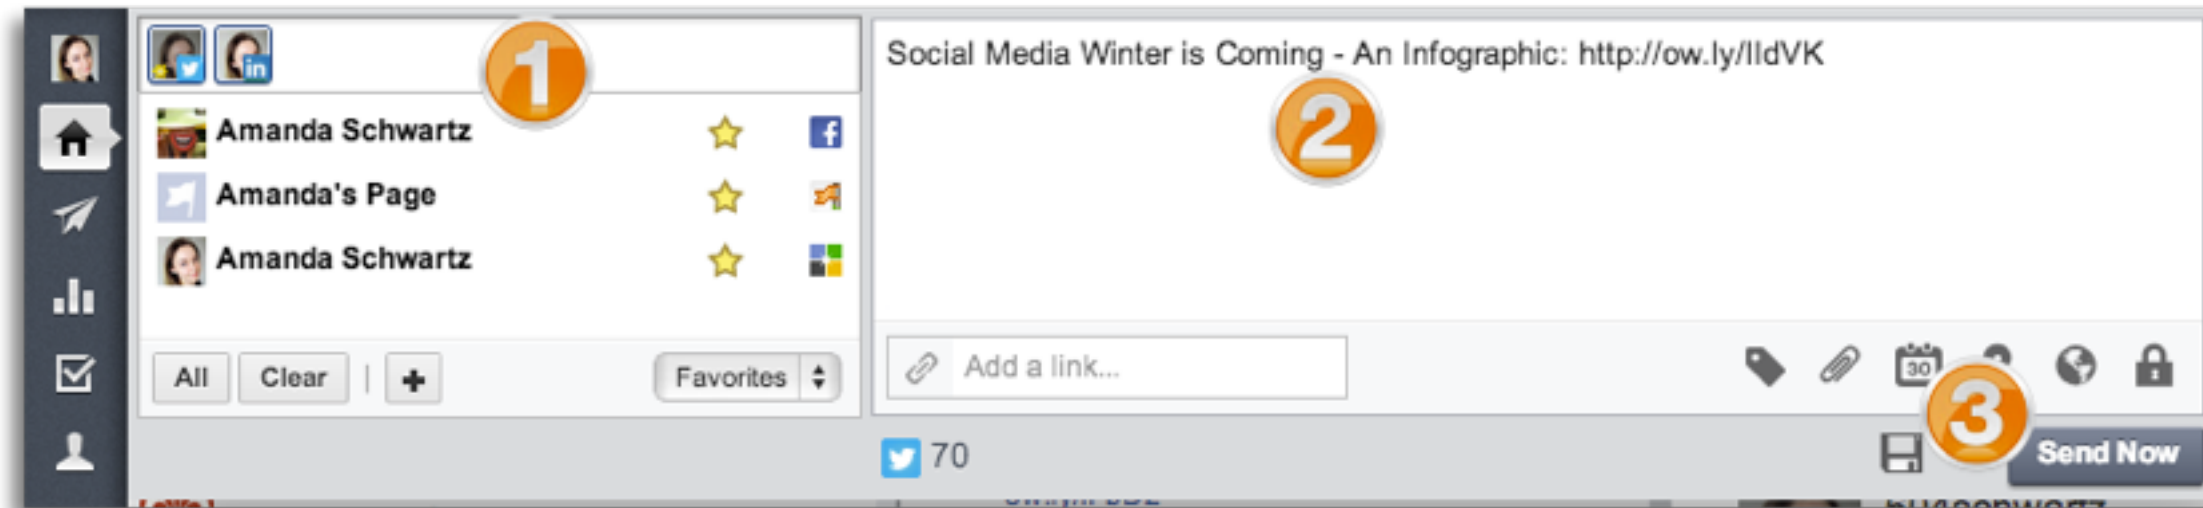 1
Amanda Schwartz
Amanda's Page
Amanda Schwartz
All
Clear
Favorites
Social Media Winter is Coming - An Infographic: http://ow.ly/lIdVK
2
Add a link...
30
3
70
Send Now